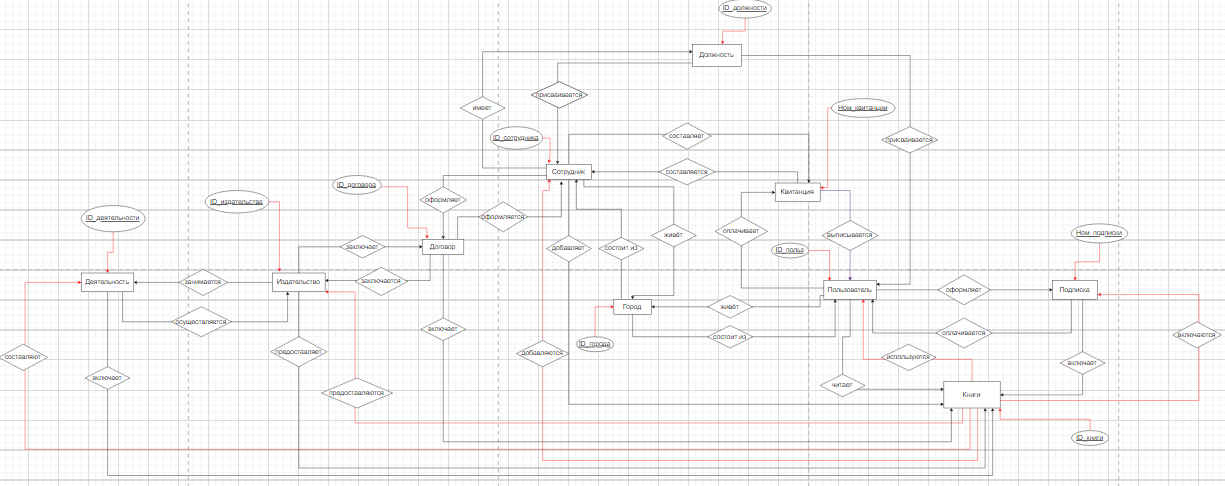 ID_должности
Должность
имеет
присваивается
Ном_квитанции
ID_сотрудника
составляет
присваивается
Сотрудник
составляется
ID_договора
Квитанция
ID_издательства
оформляет
ID_деятельности
оформляется
оплачивает
Ном_подписки
живёт
выписывается
заключает
Договор
добавляет
состоит из
ID_польз
Деятельность
занимается
Издательство
заключается
Пользователь
оформляет
Подписка
Город
живёт
осуществляется
включает
состоит из
оплачивается
включаются
ID_города
составляют
предоставляет
добавляются
используются
включает
включает
читает
предоставляются
Книги
ID_книги